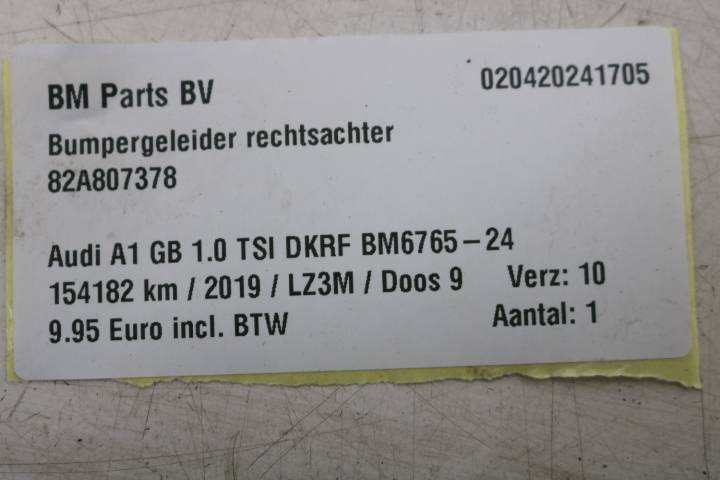 BM Parts BV 020420241705
Bumpergeleider rechtsachter
82A807378
Audi A1 GB 1.0 TSI DKRF BM6765-24
154182 km / 2019 / LZ3M / Doos 9 Verz: 10
9.95 Euro incl. BTW Aantal: 1